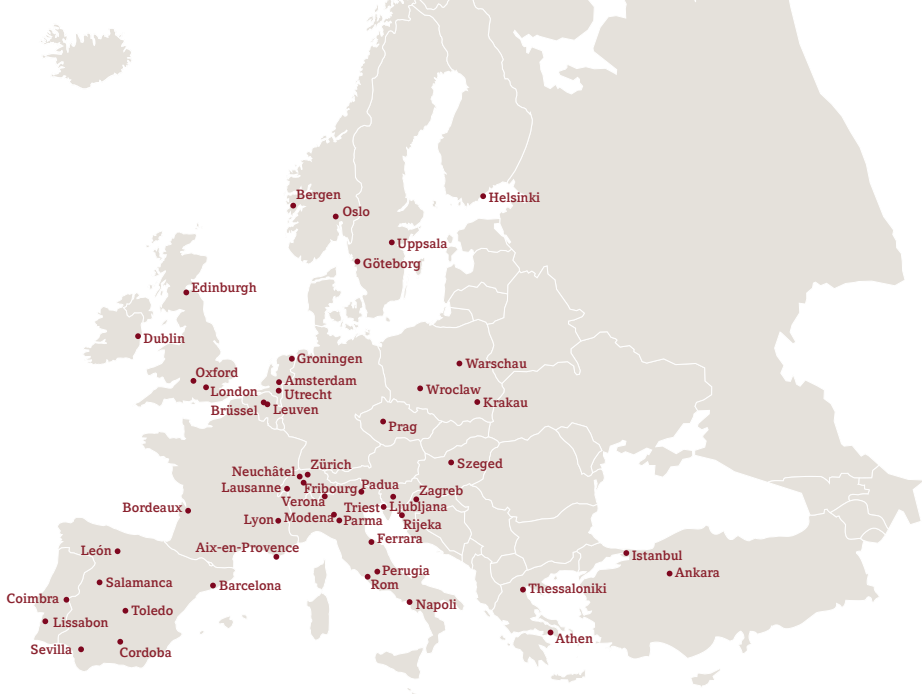 Bergen
Oslo
Helsinki
Uppsala
Göteborg
Edinburgh
Dublin
Groningen
Warschau
Oxford
Amsterdam
London
Utrecht
Wroclaw
Brüssel
Leuven
Krakau
Prag
Zürich
Szeged
Neuchâtel
Lausanne
Fribourg
Padua
Zagreb
Verona
Triest
Ljubljana
Bordeaux
Lyon
Modena
Parma
Rijeka
Ferrara
León
Aix-en-Provence
Istanbul
Perugia
Ankara
Salamanca
Barcelona
Rom
Thessaloniki
Coimbra
Toledo
Napoli
Lissabon
Athen
Sevilla
Cordoba